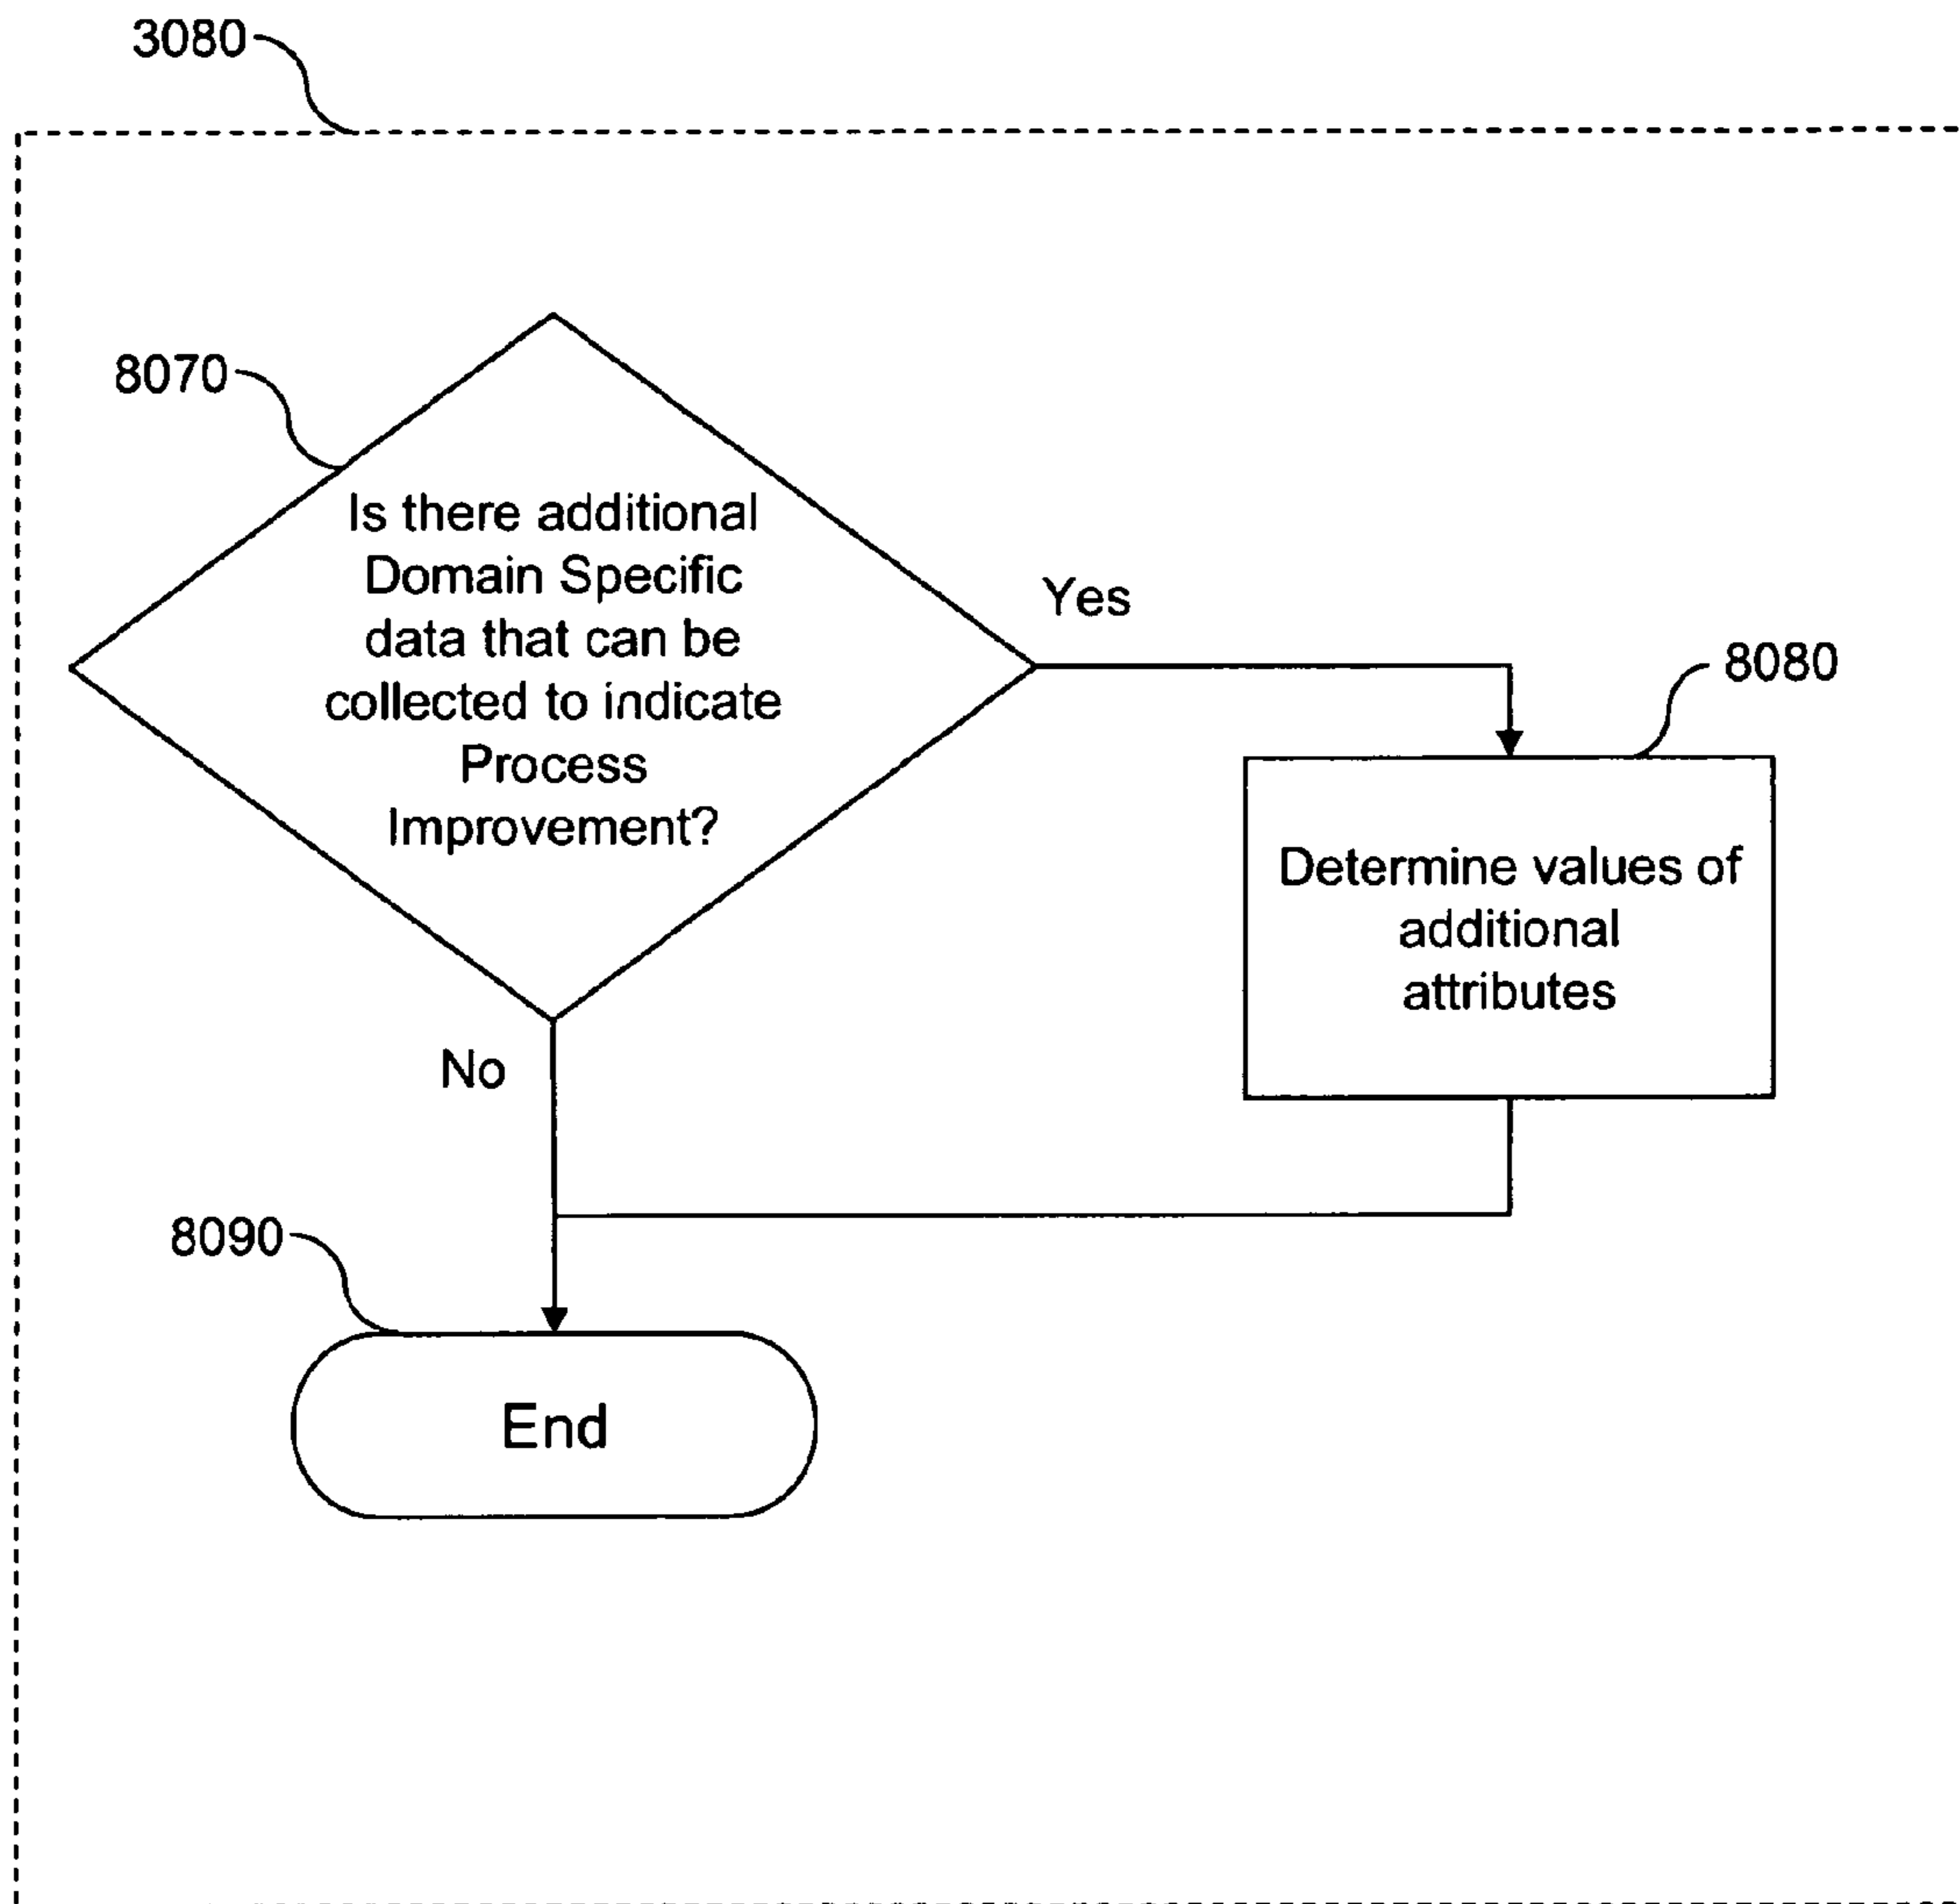 3080
8070
Is there additional
Domain Specific
data that can be
collected to indicate
Process
Improvement?
Yes
8080
Determine values of
additional
attributes
No
8090
End